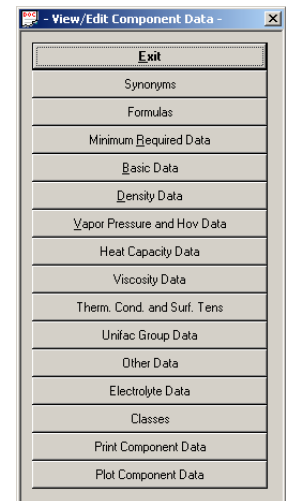 - View/Edit Component Data -
Exit
Synonyms
Formulas
Minimum Required Data
Basic Data
Density Data
Vapor Pressure and Hov Data
Heat Capacity Data
Viscosity Data
Therm. Cond. and Surf. Tens
Unifac Group Data
Other Data
Electrolyte Data
Classes
Print Component Data
Plot Component Data